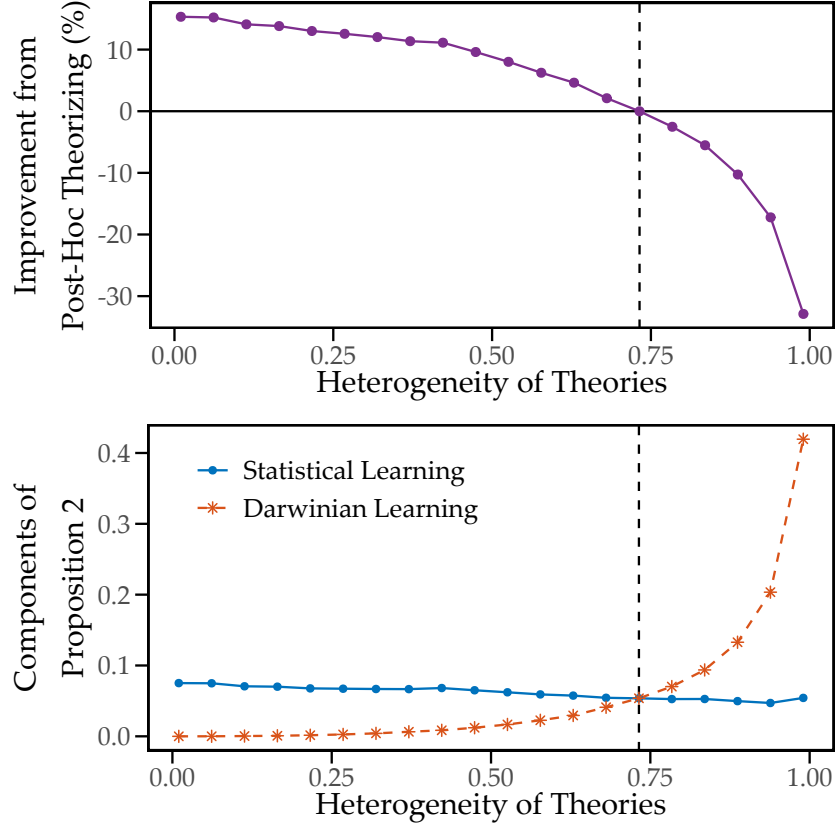 Improvement from
Post-Hoc Theorizing (%)
10
0
-10
-20
-30
0.00 0.25 0.50 0.75 1.00
Heterogeneity of Theories
Components of
Proposition 2
0.4
0.3
0.2
0.1
0.0
Statistical Learning
Darwinian Learning
0.00 0.25 0.50 0.75 1.00
Heterogeneity of Theories